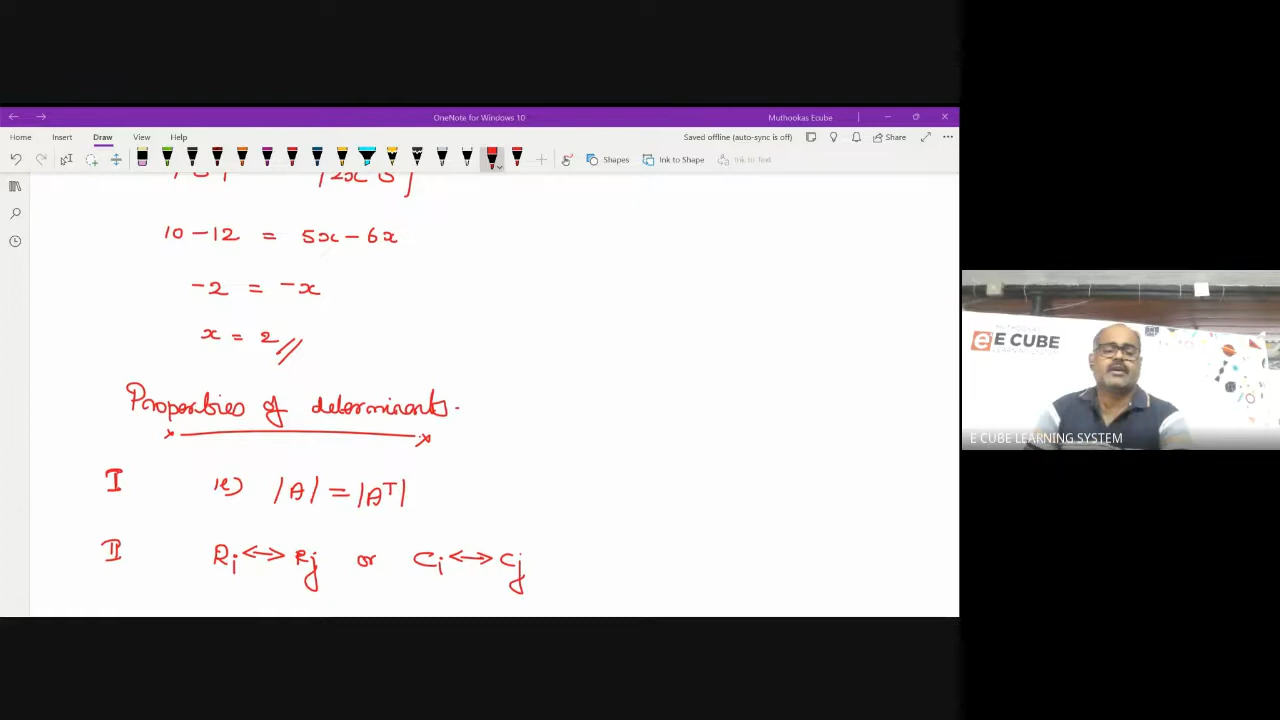 OneNote for Windows 10
Muthookas Ecube
Home Insert Draw View Help
Saved offline (auto-sync is off)
Share
Shapes
Ink to Shape
Ink to Text
10 - 12 = 5x - 6x
-2 = -x
x = 2 //
Properties of determinants.
I ie) |A| = |Aᵀ|
II Ri ↔ Rj or Ci ↔ Cj
e E CUBE
E CUBE LEARNING SYSTEM